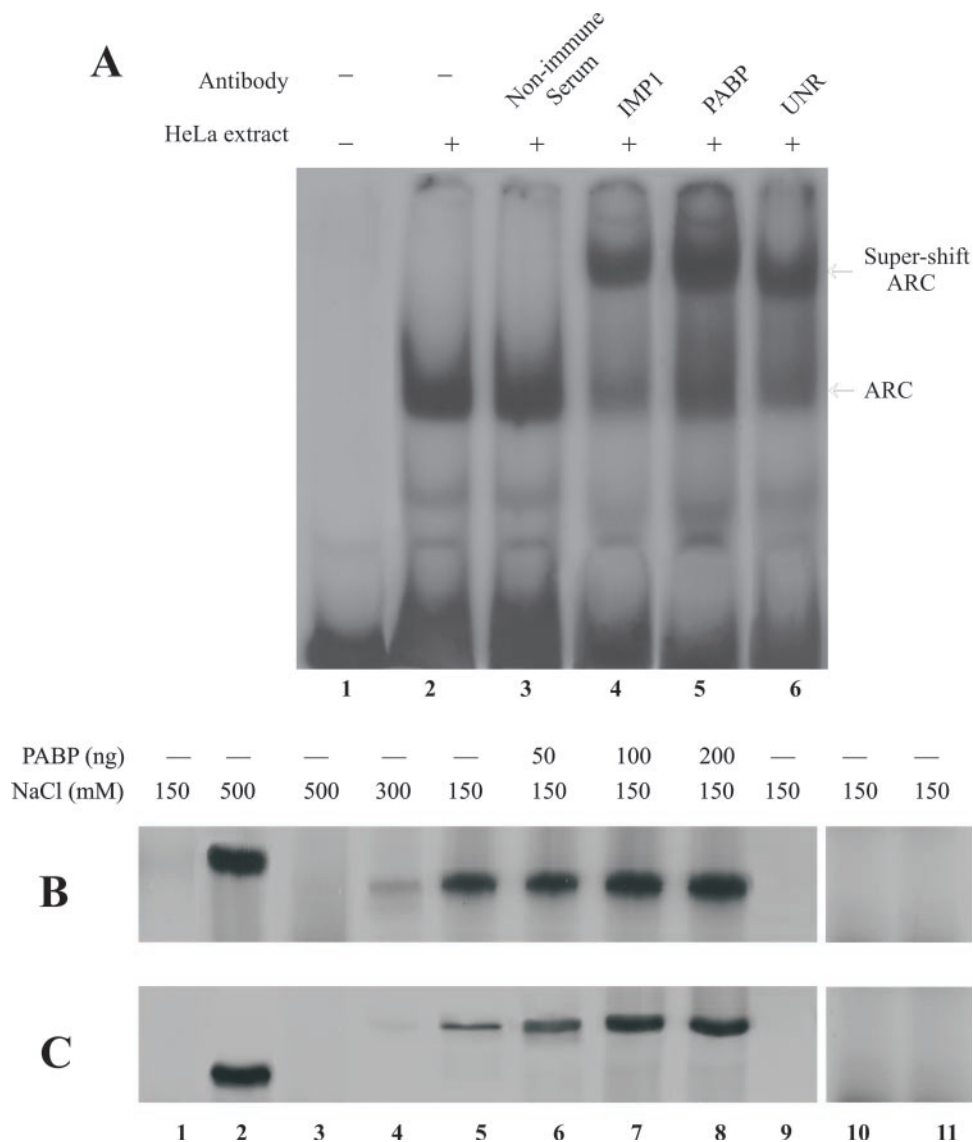 A
Antibody – – Non-immune Serum IMP1 PABP UNR
HeLa extract – + + + + +
Super-shift
ARC
ARC
1 2 3 4 5 6
PABP (ng) — — — — — 50 100 200 — — —
NaCl (mM) 150 500 500 300 150 150 150 150 150 150 150
B
C
1 2 3 4 5 6 7 8 9 10 11